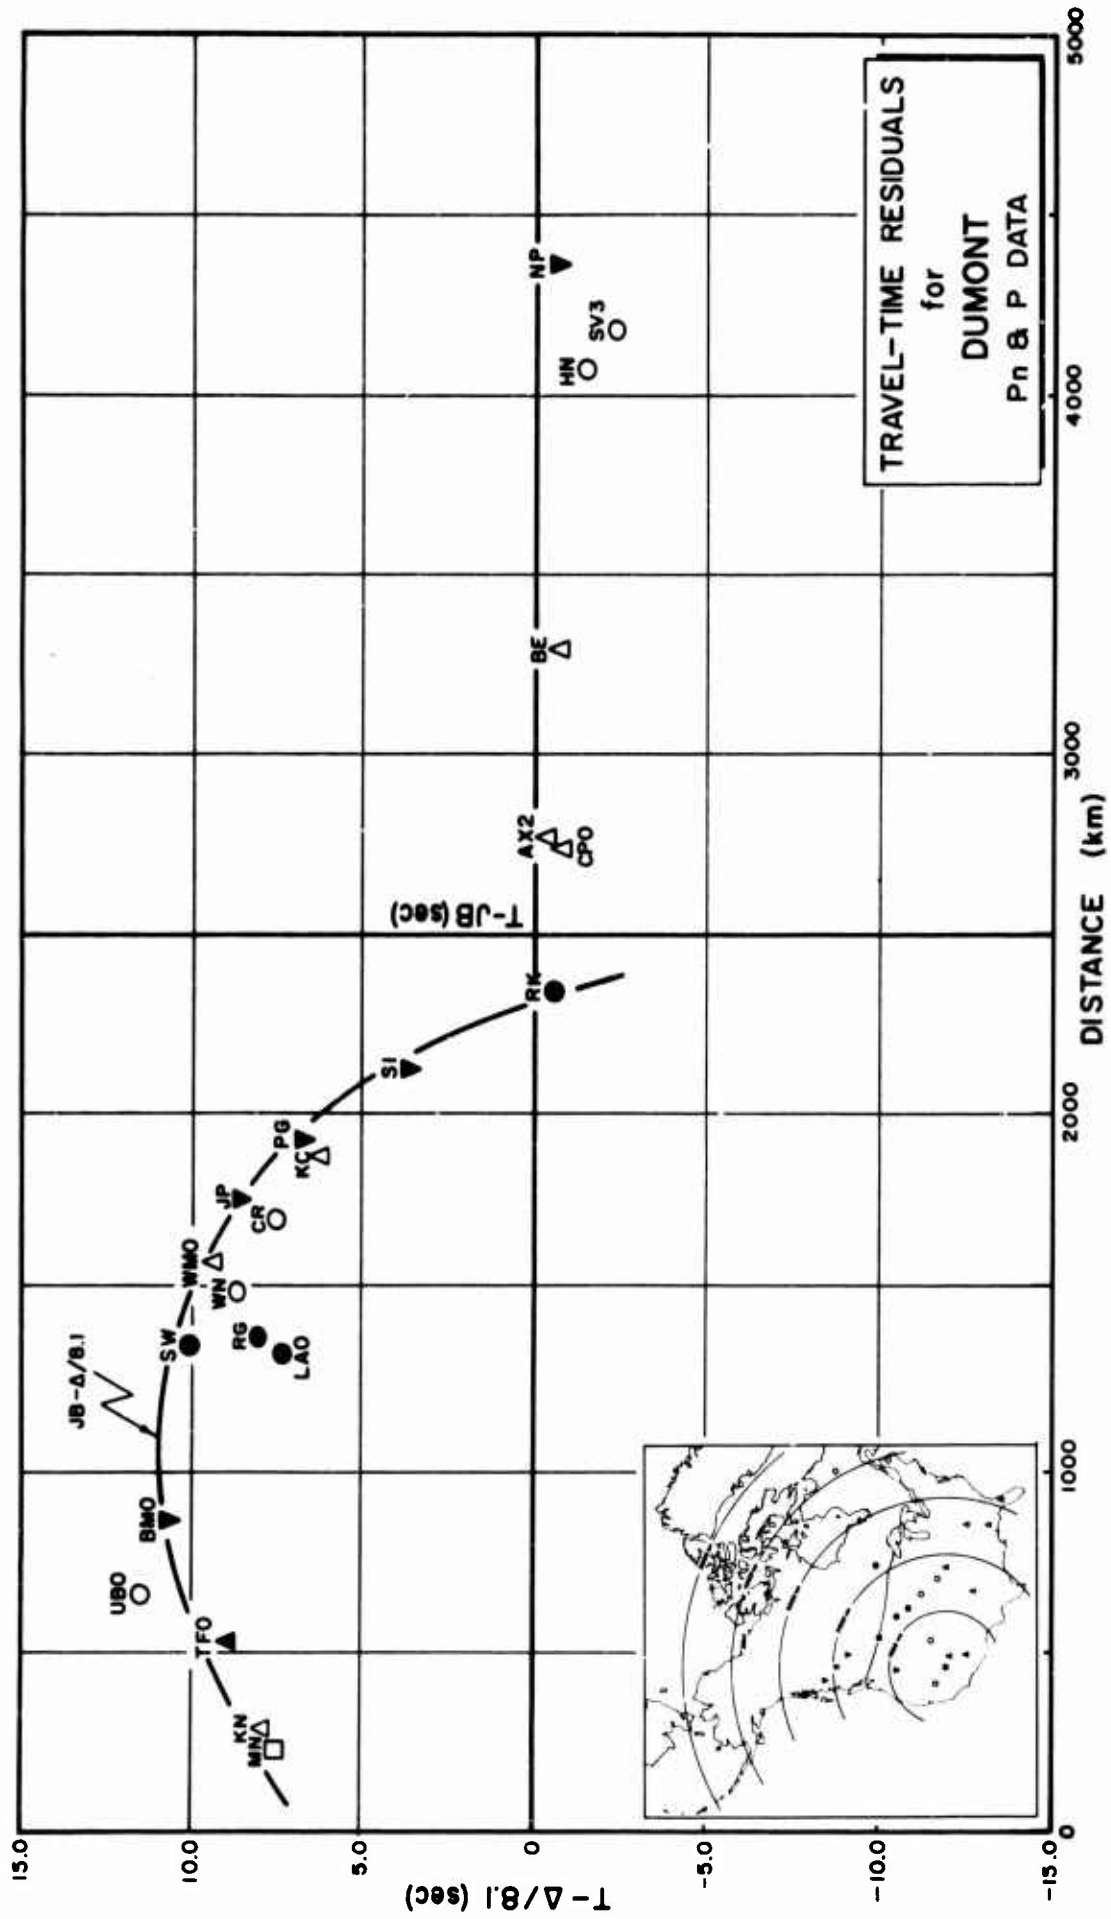 15.0
10.0
5.0
0
-5.0
-10.0
-15.0
T-Δ/8.1 (sec)
JB-Δ/8.1
UBO
BMO
TFO
KN
MN
SW
RG
LAO
WMO
WN
JP
CR
PG
KC
SI
RK
T-JB (sec)
AX2
CPO
BE
HN
SV3
NP
TRAVEL-TIME RESIDUALS
for
DUMONT
Pn & P DATA
0
1000
2000
3000
4000
5000
DISTANCE (km)